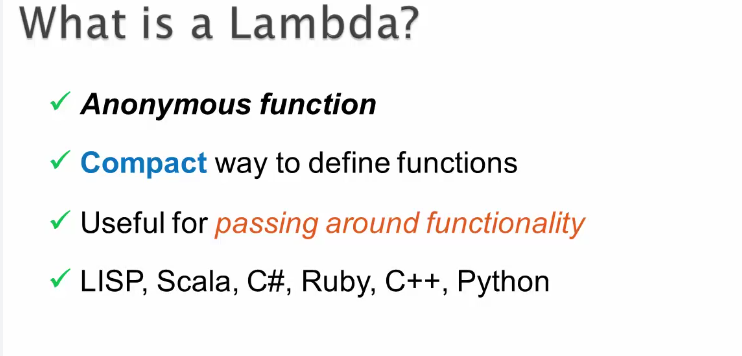 What is a Lambda?
Anonymous function
Compact way to define functions
Useful for passing around functionality
LISP, Scala, C#, Ruby, C++, Python